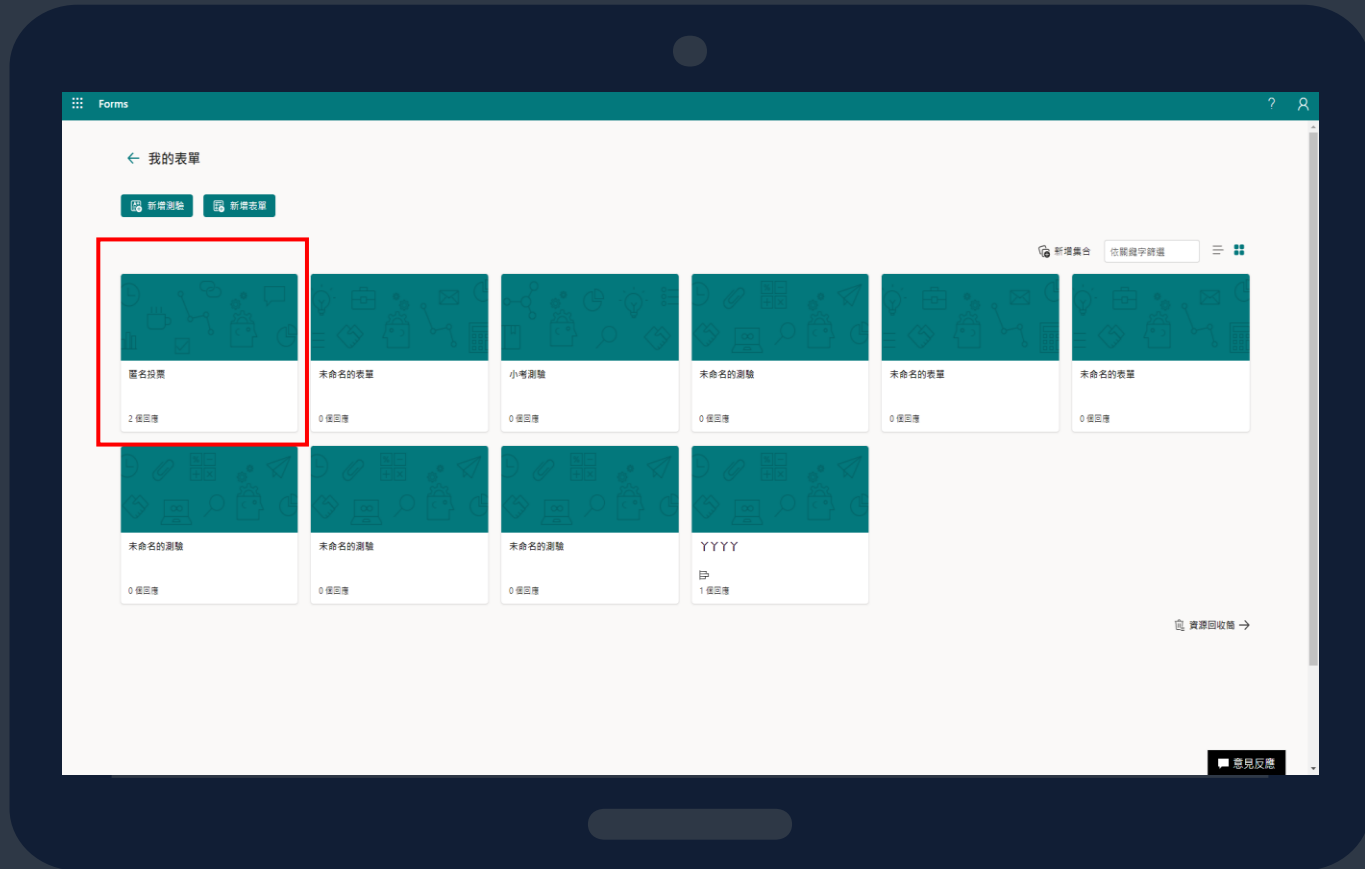 Forms
?
← 我的表單
新增測驗 新增表單
新增集合 依關鍵字篩選
匿名投票 未命名的表單 小考測驗 未命名的測驗 未命名的表單 未命名的表單
2 個回應 0 個回應 0 個回應 0 個回應 0 個回應 0 個回應
未命名的測驗 未命名的測驗 未命名的測驗 ㄚㄚㄚㄚ
0 個回應 0 個回應 0 個回應 1 個回應
資源回收筒 →
意見反應